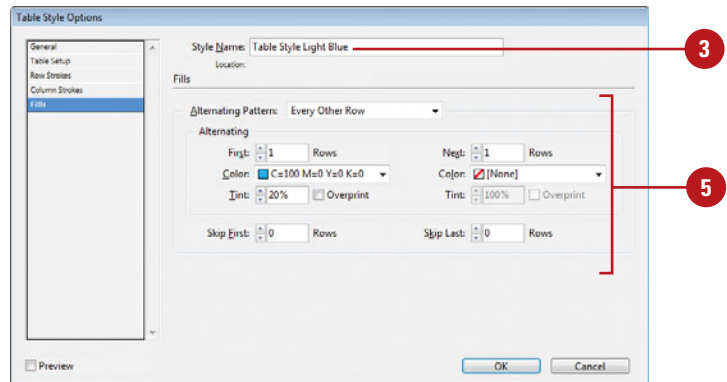 Table Style Options
General
Table Setup
Row Strokes
Column Strokes
Fills
Style Name: Table Style Light Blue
Location:
Fills
Alternating Pattern: Every Other Row
Alternating
First: 1 Rows
Next: 1 Rows
Color: C=100 M=0 Y=0 K=0
Color: [None]
Tint: 20% Overprint
Tint: 100% Overprint
Skip First: 0 Rows
Skip Last: 0 Rows
Preview
OK
Cancel
3
5